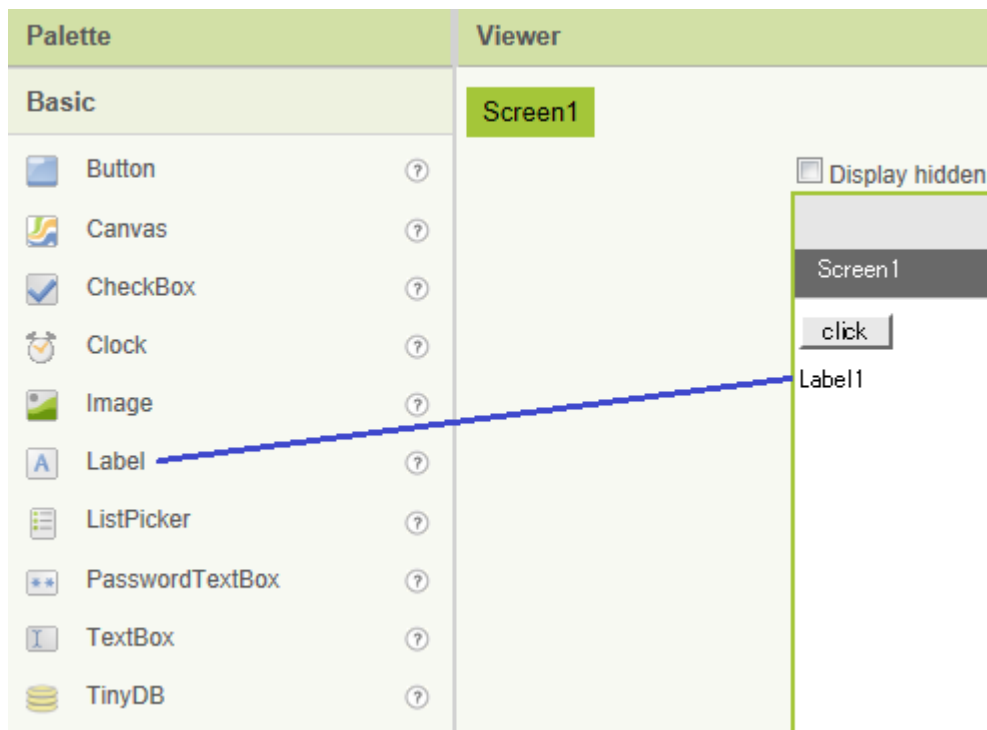 Palette
Basic
Button
Canvas
CheckBox
Clock
Image
Label
ListPicker
PasswordTextBox
TextBox
TinyDB
Viewer
Screen1
Display hidden
Screen1
click
Label1